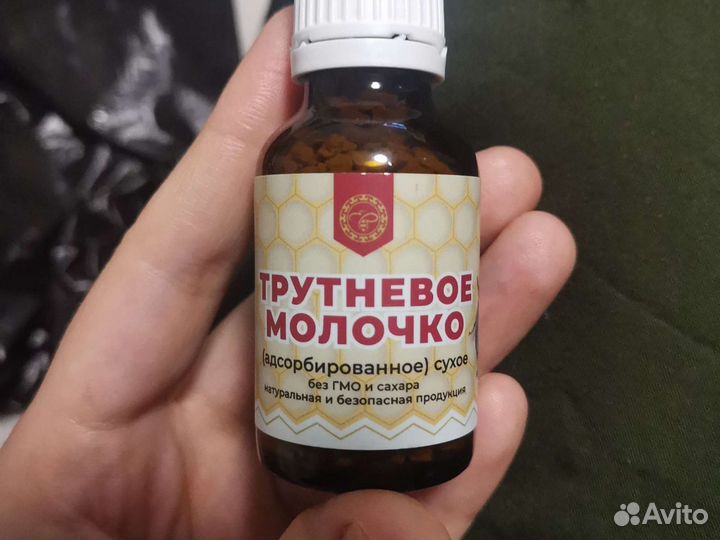 ТРУТНЕВОЕ
МОЛОЧКО
(адсорбированное) сухое
без ГМО и сахара
натуральная и безопасная продукция
Avito